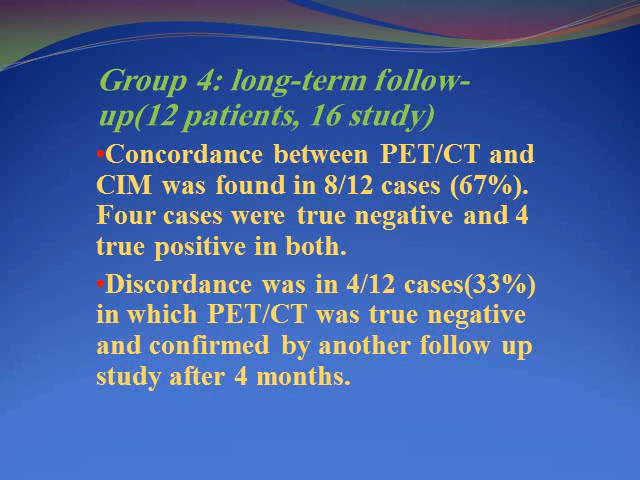 Group 4: long-term follow-
up(12 patients, 16 study)
•Concordance between PET/CT and
CIM was found in 8/12 cases (67%).
Four cases were true negative and 4
true positive in both.
•Discordance was in 4/12 cases(33%)
in which PET/CT was true negative
and confirmed by another follow up
study after 4 months.